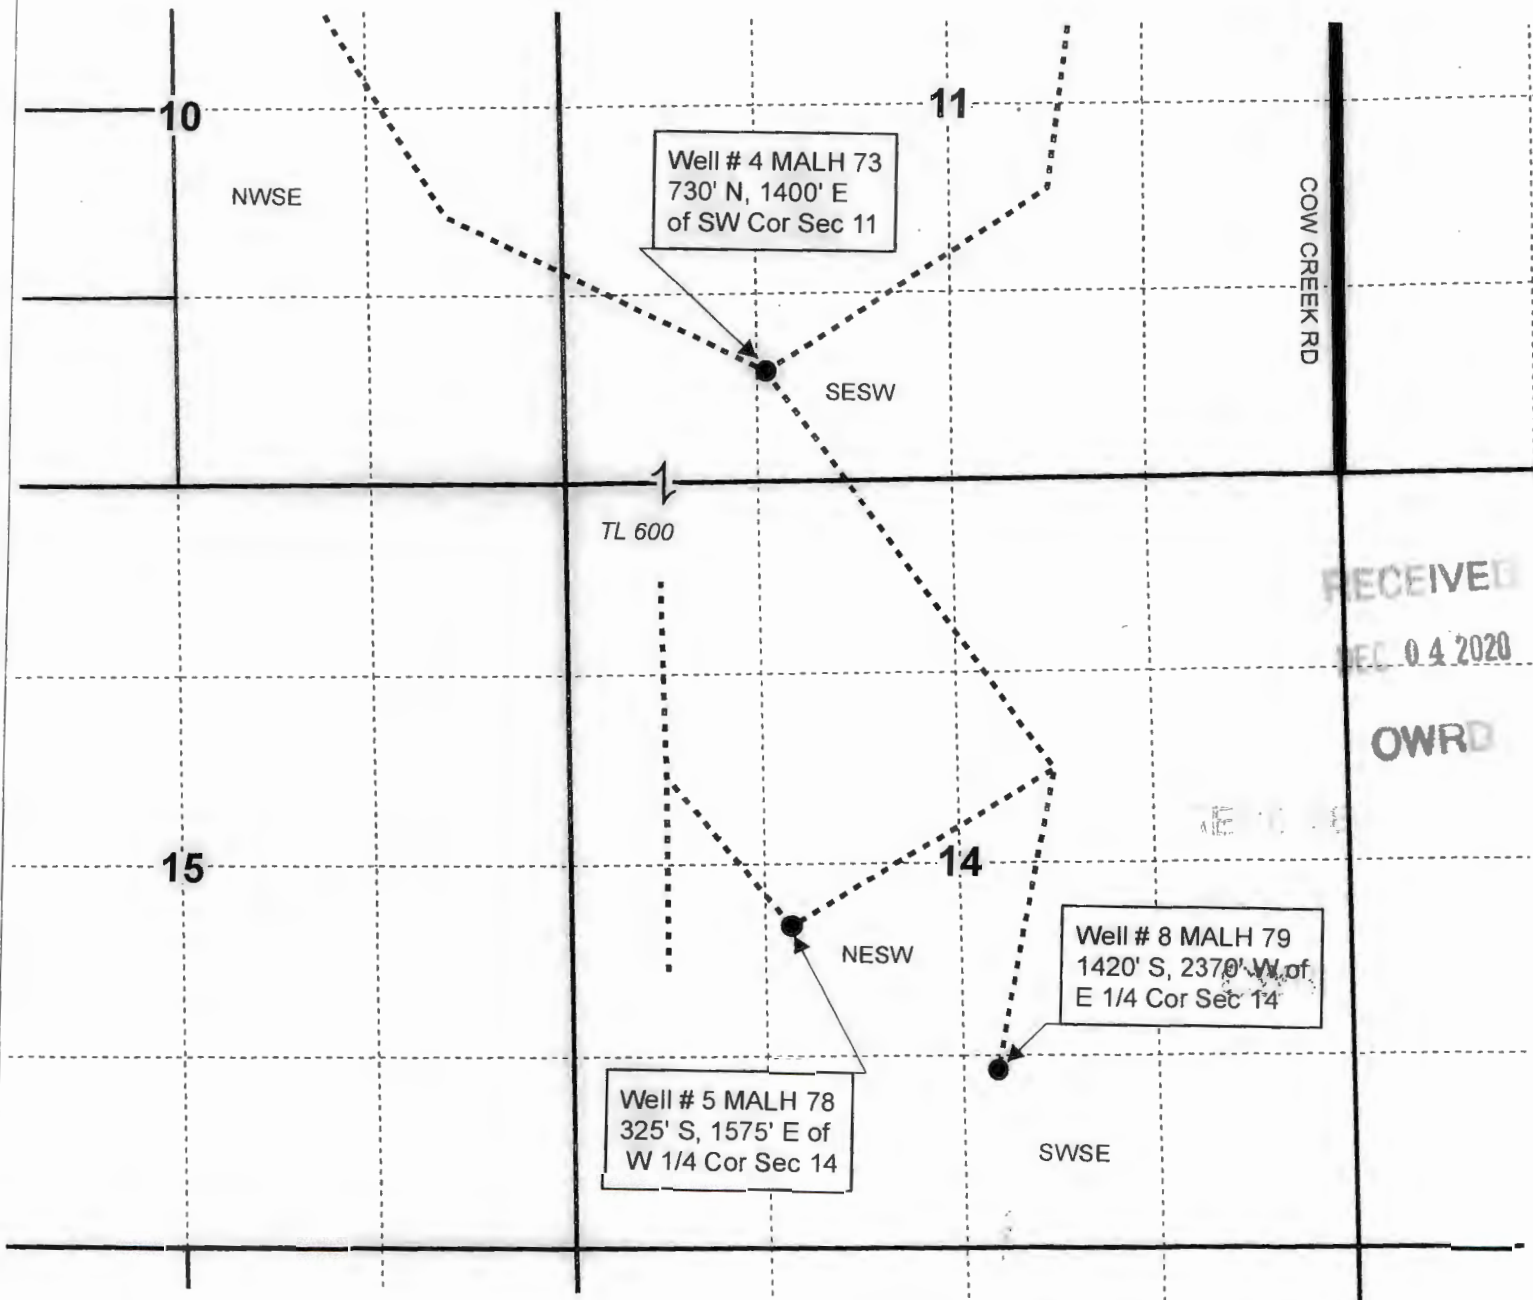 10
11
Well # 4 MALH 73
730' N, 1400' E
of SW Cor Sec 11
NWSE
COW CREEEK RD
SESW
TL 600
RECEIVED
DEC 04 2020
OWRD
15
14
Well # 8 MALH 79
1420' S, 2370' W of
E 1/4 Cor Sec 14
NESW
Well # 5 MALH 78
325' S, 1575' E of
W 1/4 Cor Sec 14
SWSE